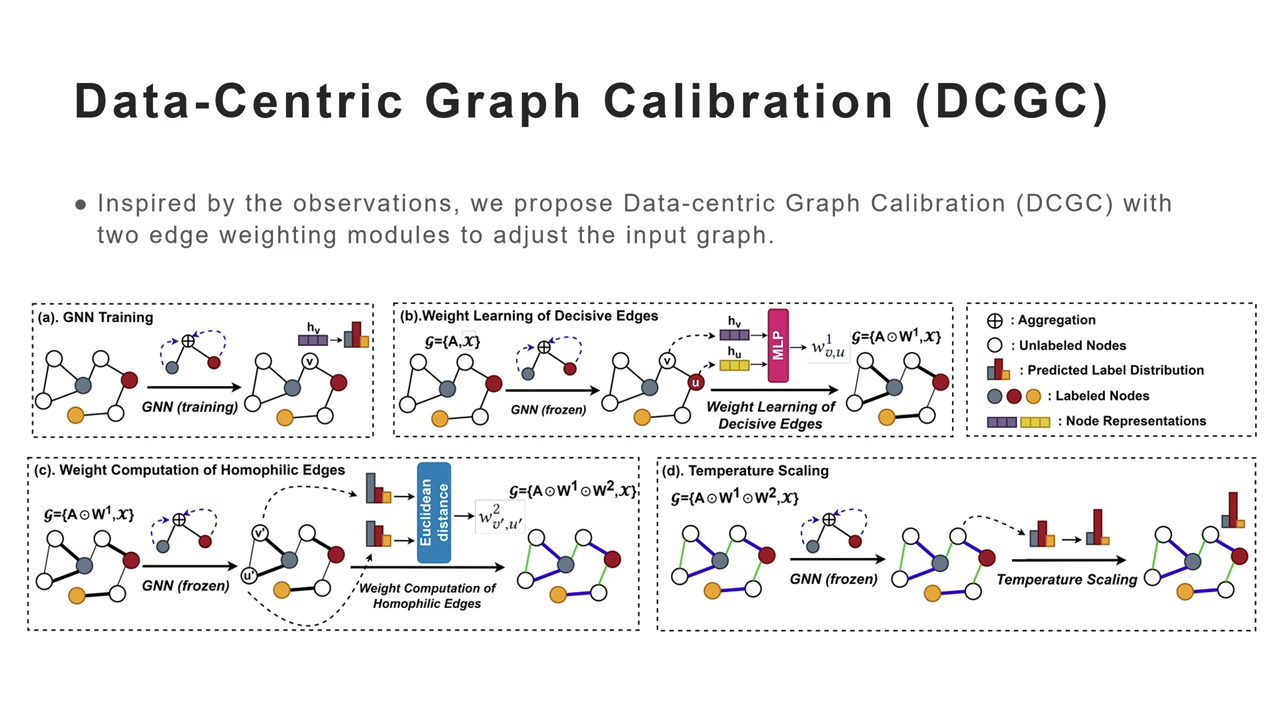 Data-Centric Graph Calibration (DCGC)
● Inspired by the observations, we propose Data-centric Graph Calibration (DCGC) with
two edge weighting modules to adjust the input graph.
(a). GNN Training
h_v
v
GNN (training)
(b).Weight Learning of Decisive Edges
𝒢={A,𝒳}
GNN (frozen)
v
u
h_v
h_u
MLP
w^1_{v,u}
𝒢={A⊙W^1,𝒳}
Weight Learning of
Decisive Edges
: Aggregation
: Unlabeled Nodes
: Predicted Label Distribution
: Labeled Nodes
: Node Representations
(c). Weight Computation of Homophilic Edges
𝒢={A⊙W^1,𝒳}
GNN (frozen)
v'
u'
Euclidean
distance
w^2_{v',u'}
𝒢={A⊙W^1⊙W^2,𝒳}
Weight Computation of
Homophilic Edges
(d). Temperature Scaling
𝒢={A⊙W^1⊙W^2,𝒳}
GNN (frozen)
Temperature Scaling